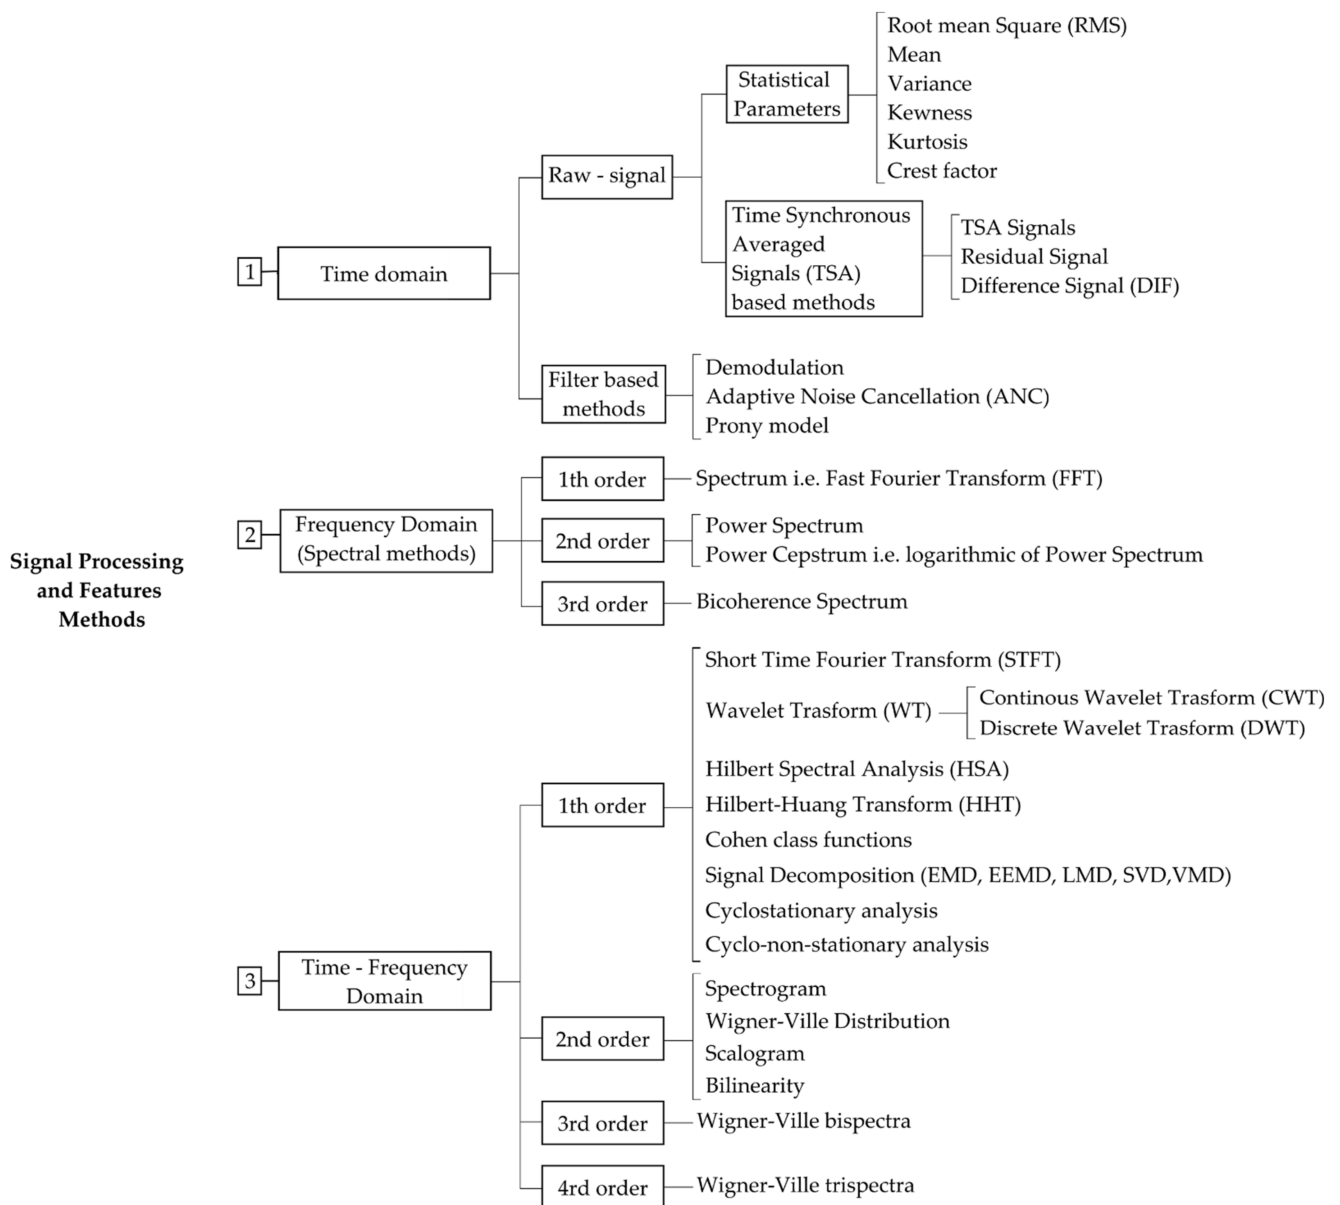 Signal Processing
and Features
Methods
1
Time domain
Raw - signal
Statistical
Parameters
Root mean Square (RMS)
Mean
Variance
Kewness
Kurtosis
Crest factor
Time Synchronous
Averaged
Signals (TSA)
based methods
TSA Signals
Residual Signal
Difference Signal (DIF)
Filter based
methods
Demodulation
Adaptive Noise Cancellation (ANC)
Prony model
2
Frequency Domain
(Spectral methods)
1th order
Spectrum i.e. Fast Fourier Transform (FFT)
2nd order
Power Spectrum
Power Cepstrum i.e. logarithmic of Power Spectrum
3rd order
Bicoherence Spectrum
3
Time - Frequency
Domain
1th order
Short Time Fourier Transform (STFT)
Wavelet Trasform (WT)
Continous Wavelet Trasform (CWT)
Discrete Wavelet Trasform (DWT)
Hilbert Spectral Analysis (HSA)
Hilbert-Huang Transform (HHT)
Cohen class functions
Signal Decomposition (EMD, EEMD, LMD, SVD,VMD)
Cyclostationary analysis
Cyclo-non-stationary analysis
2nd order
Spectrogram
Wigner-Ville Distribution
Scalogram
Bilinearity
3rd order
Wigner-Ville bispectra
4rd order
Wigner-Ville trispectra